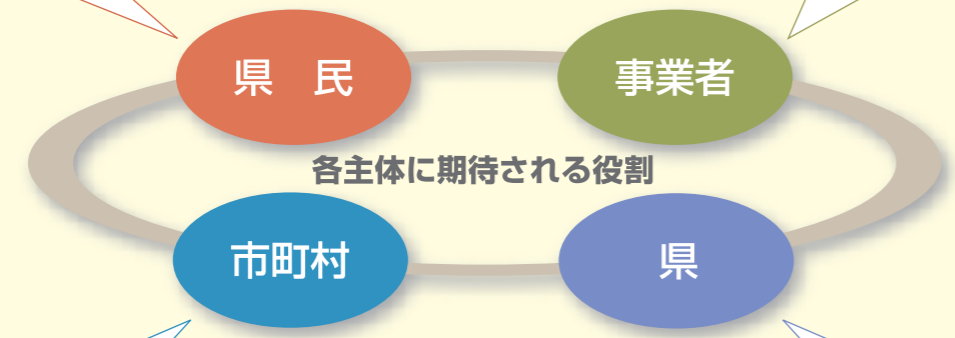 県　民
事業者
各主体に期待される役割
市町村
県